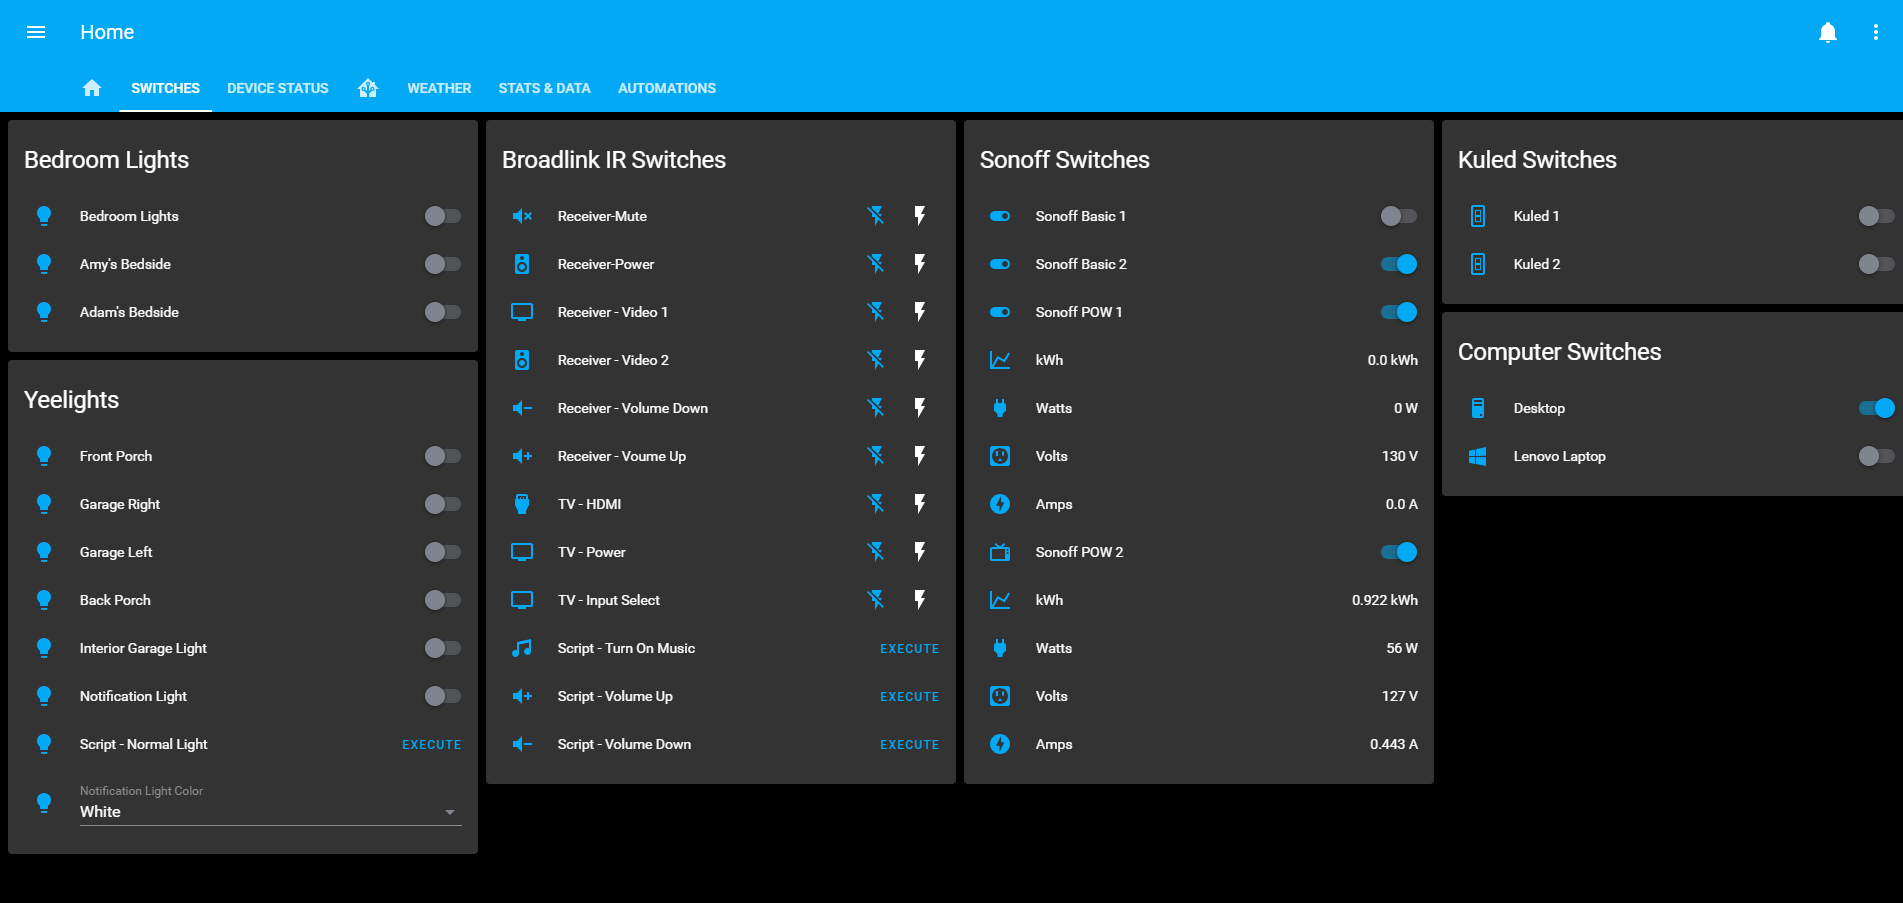 Home
SWITCHES DEVICE STATUS WEATHER STATS & DATA AUTOMATIONS
Bedroom Lights
Bedroom Lights
Amy's Bedside
Adam's Bedside
Yeelights
Front Porch
Garage Right
Garage Left
Back Porch
Interior Garage Light
Notification Light
Script - Normal Light EXECUTE
Notification Light Color
White
Broadlink IR Switches
Receiver-Mute
Receiver-Power
Receiver - Video 1
Receiver - Video 2
Receiver - Volume Down
Receiver - Voume Up
TV - HDMI
TV - Power
TV - Input Select
Script - Turn On Music EXECUTE
Script - Volume Up EXECUTE
Script - Volume Down EXECUTE
Sonoff Switches
Sonoff Basic 1
Sonoff Basic 2
Sonoff POW 1
kWh 0.0 kWh
Watts 0 W
Volts 130 V
Amps 0.0 A
Sonoff POW 2
kWh 0.922 kWh
Watts 56 W
Volts 127 V
Amps 0.443 A
Kuled Switches
Kuled 1
Kuled 2
Computer Switches
Desktop
Lenovo Laptop